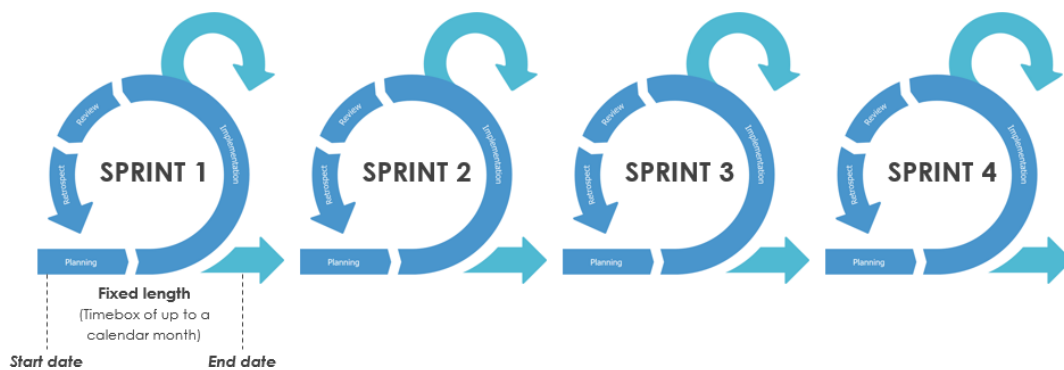 Review
Implementation
Retrospect
SPRINT 1
Planning
Review
Implementation
Retrospect
SPRINT 2
Planning
Review
Implementation
Retrospect
SPRINT 3
Planning
Review
Implementation
Retrospect
SPRINT 4
Planning
Fixed length
(Timebox of up to a
calendar month)
Start date
End date